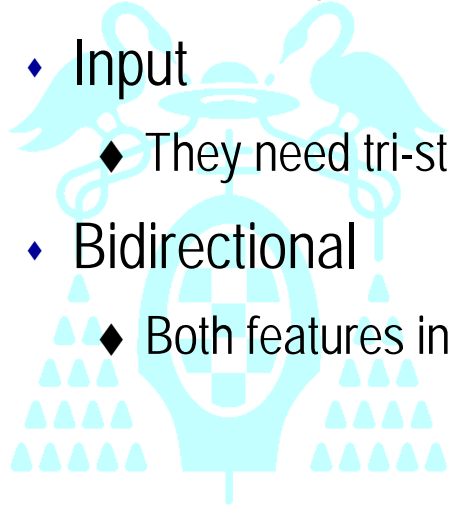 Input
They need tri-st
Bidirectional
Both features in